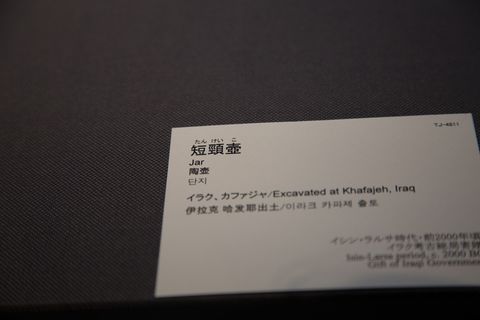 TJ-4811
たん けい こ
短頸壺
Jar
陶壺
단지
イラク、カファジャ/Excavated at Khafajeh, Iraq
伊拉克 哈发耶出土/이라크 카파제 출토
イシン・ラルサ時代・前2000年頃
イラク考古総局寄贈
Isin-Larsa period, c. 2000 BC
Gift of Iraqi Government